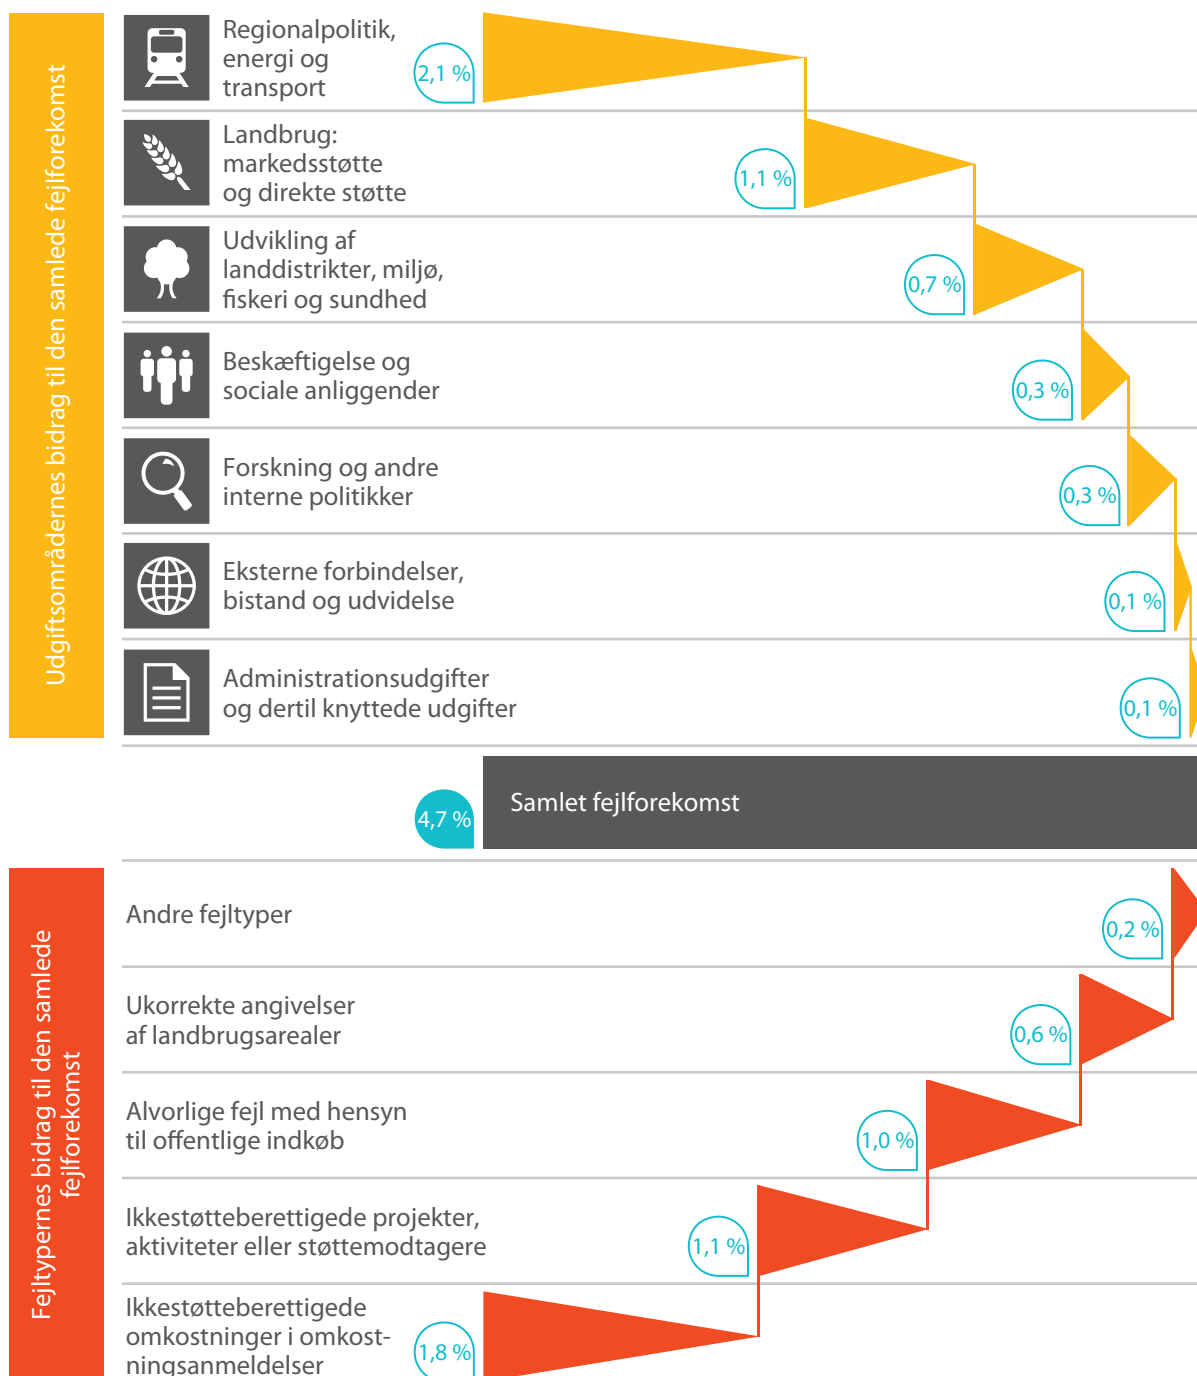 Udgiftsområdernes bidrag til den samlede fejlforekomst
Regionalpolitik,
energi og
transport
2,1 %
Landbrug:
markedsstøtte
og direkte støtte
1,1 %
Udvikling af
landdistrikter, miljø,
fiskeri og sundhed
0,7 %
Beskæftigelse og
sociale anliggender
0,3 %
Forskning og andre
interne politikker
0,3 %
Eksterne forbindelser,
bistand og udvidelse
0,1 %
Administrationsudgifter
og dertil knyttede udgifter
0,1 %
4,7 %
Samlet fejlforekomst
Fejltypernes bidrag til den samlede
fejlforekomst
Andre fejltyper
0,2 %
Ukorrekte angivelser
af landbrugsarealer
0,6 %
Alvorlige fejl med hensyn
til offentlige indkøb
1,0 %
Ikkestøtteberettigede projekter,
aktiviteter eller støttemodtagere
1,1 %
Ikkestøtteberettigede
omkostninger i omkost-
ningsanmeldelser
1,8 %